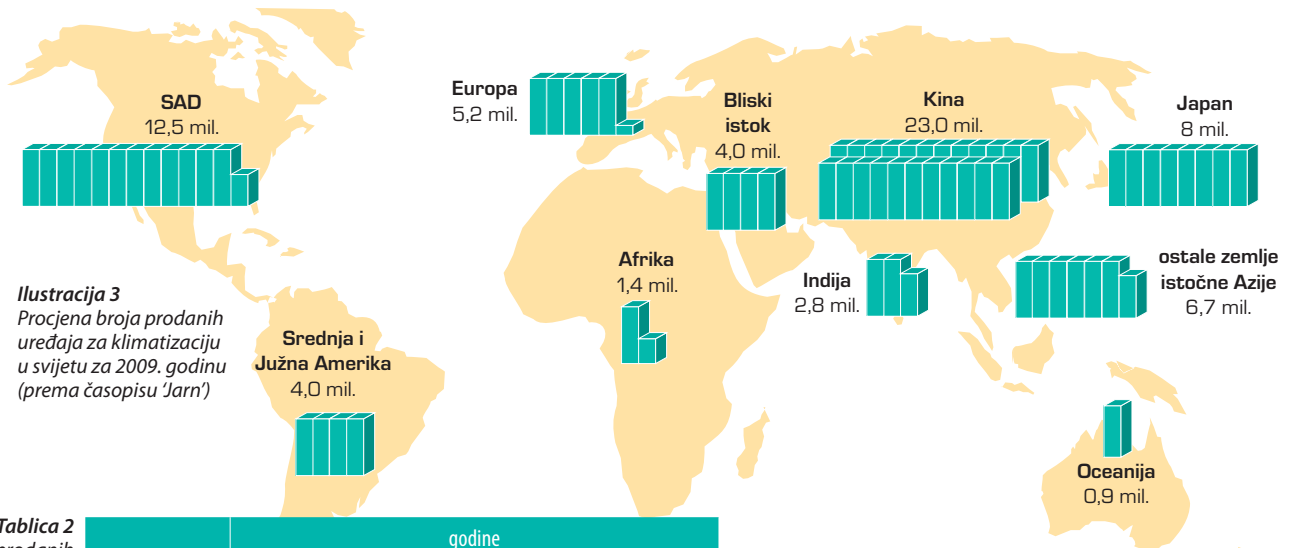 SAD
12,5 mil.
Europa
5,2 mil.
Bliski
istok
4,0 mil.
Kina
23,0 mil.
Japan
8 mil.
Afrika
1,4 mil.
Indija
2,8 mil.
ostale zemlje
istočne Azije
6,7 mil.
Ilustracija 3
Procjena broja prodanih
uređaja za klimatizaciju
u svijetu za 2009. godinu
(prema časopisu ‘Jarn’)
Srednja i
Južna Amerika
4,0 mil.
Oceanija
0,9 mil.
Tablica 2
prodanih
godine